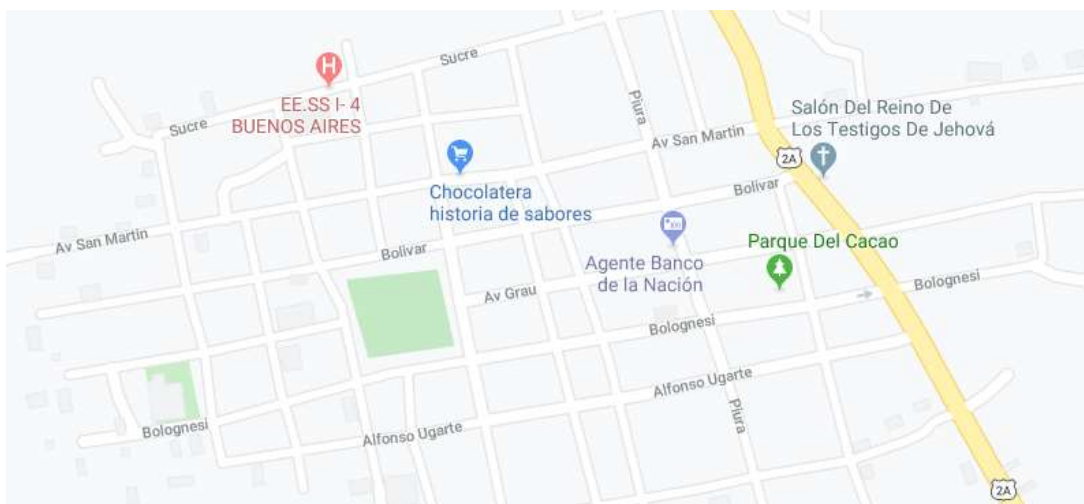 Sucre
Piura
EE.SS I- 4
BUENOS AIRES
Sucre
Salón Del Reino De
Los Testigos De Jehová
Av San Martin
2A
Chocolatera
historia de sabores
Bolivar
Av San Martin
Bolivar
Agente Banco
de la Nación
Parque Del Cacao
Av Grau
Bolognesi
Bolognesi
Alfonso Ugarte
Piura
Bolognesi
Alfonso Ugarte
2A
H